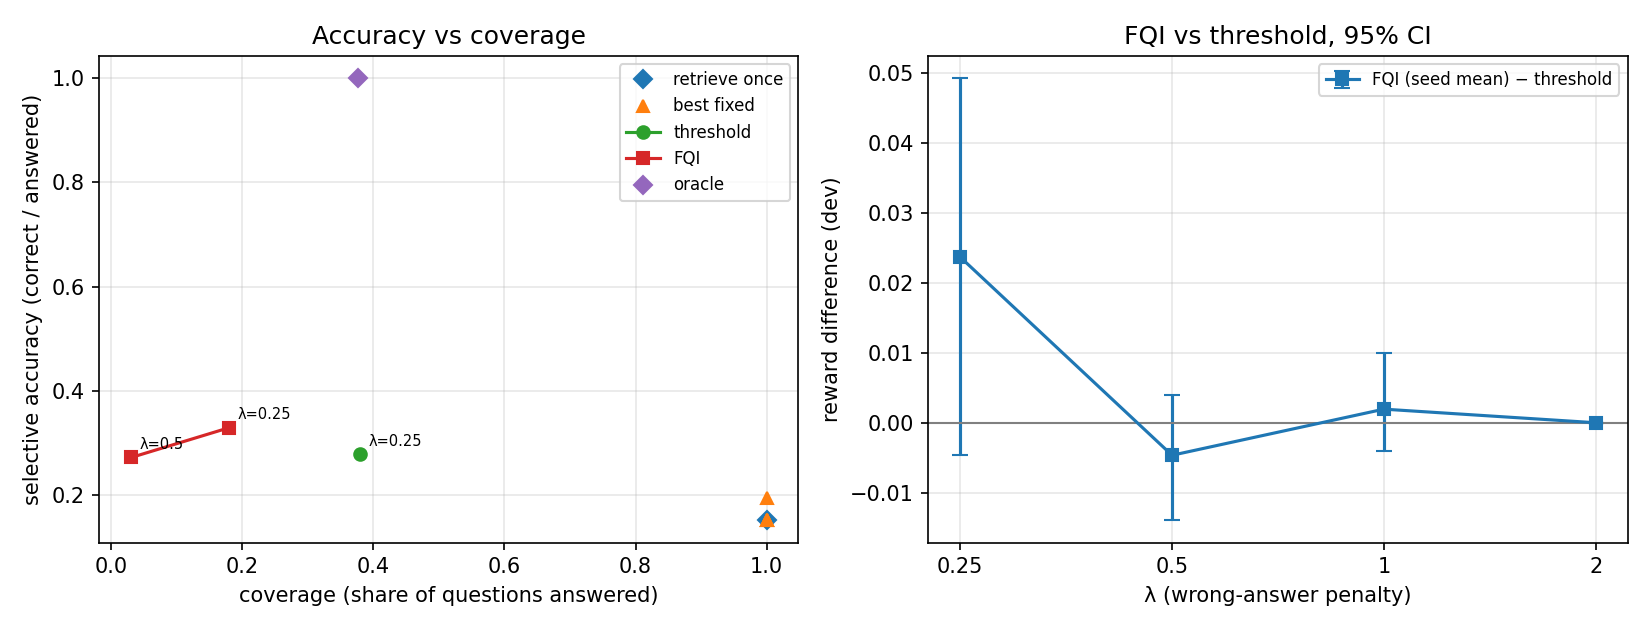 Accuracy vs coverage
selective accuracy (correct / answered)
1.0
0.8
0.6
0.4
0.2
retrieve once
best fixed
threshold
FQI
oracle
λ=0.5
λ=0.25
λ=0.25
0.0 0.2 0.4 0.6 0.8 1.0
coverage (share of questions answered)
FQI vs threshold, 95% CI
reward difference (dev)
0.05
0.04
0.03
0.02
0.01
0.00
−0.01
FQI (seed mean) − threshold
0.25 0.5 1 2
λ (wrong-answer penalty)